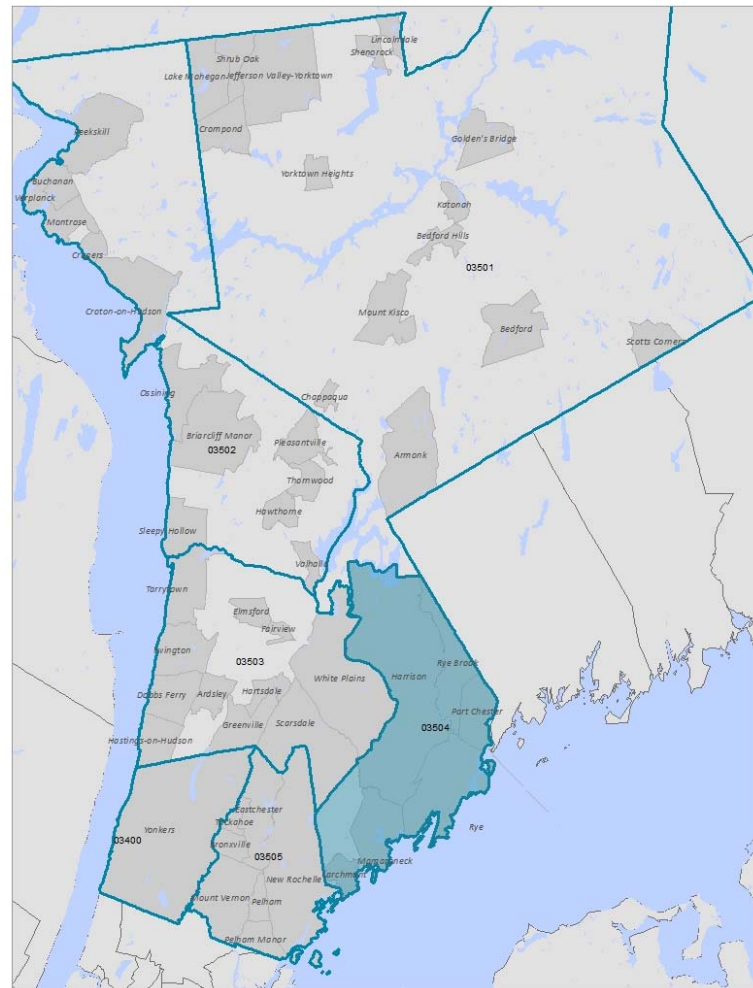 Lincolndale
Shrub Oak
Shenorock
Lake Mohegan
Jefferson Valley-Yorktown
Peekskill
Crompond
Golden's Bridge
Yorktown Heights
Buchanan
Verplanck
Katonah
Montrose
Bedford Hills
Crugers
03501
Croton-on-Hudson
Mount Kisco
Bedford
Scotts Corners
Ossining
Chappaqua
Briarcliff Manor
Pleasantville
03502
Armonk
Thornwood
Hawthorne
Sleepy Hollow
Valhalla
Tarrytown
Elmsford
Fairview
Irvington
03503
White Plains
Harrison
Rye Brook
Dobbs Ferry
Ardsley
Hartsdale
Port Chester
Greenville
Scarsdale
03504
Hastings-on-Hudson
Eastchester
Tuckahoe
Yonkers
03400
Rye
Bronxville
03505
Mamaroneck
Larchmont
New Rochelle
Mount Vernon
Pelham
Pelham Manor